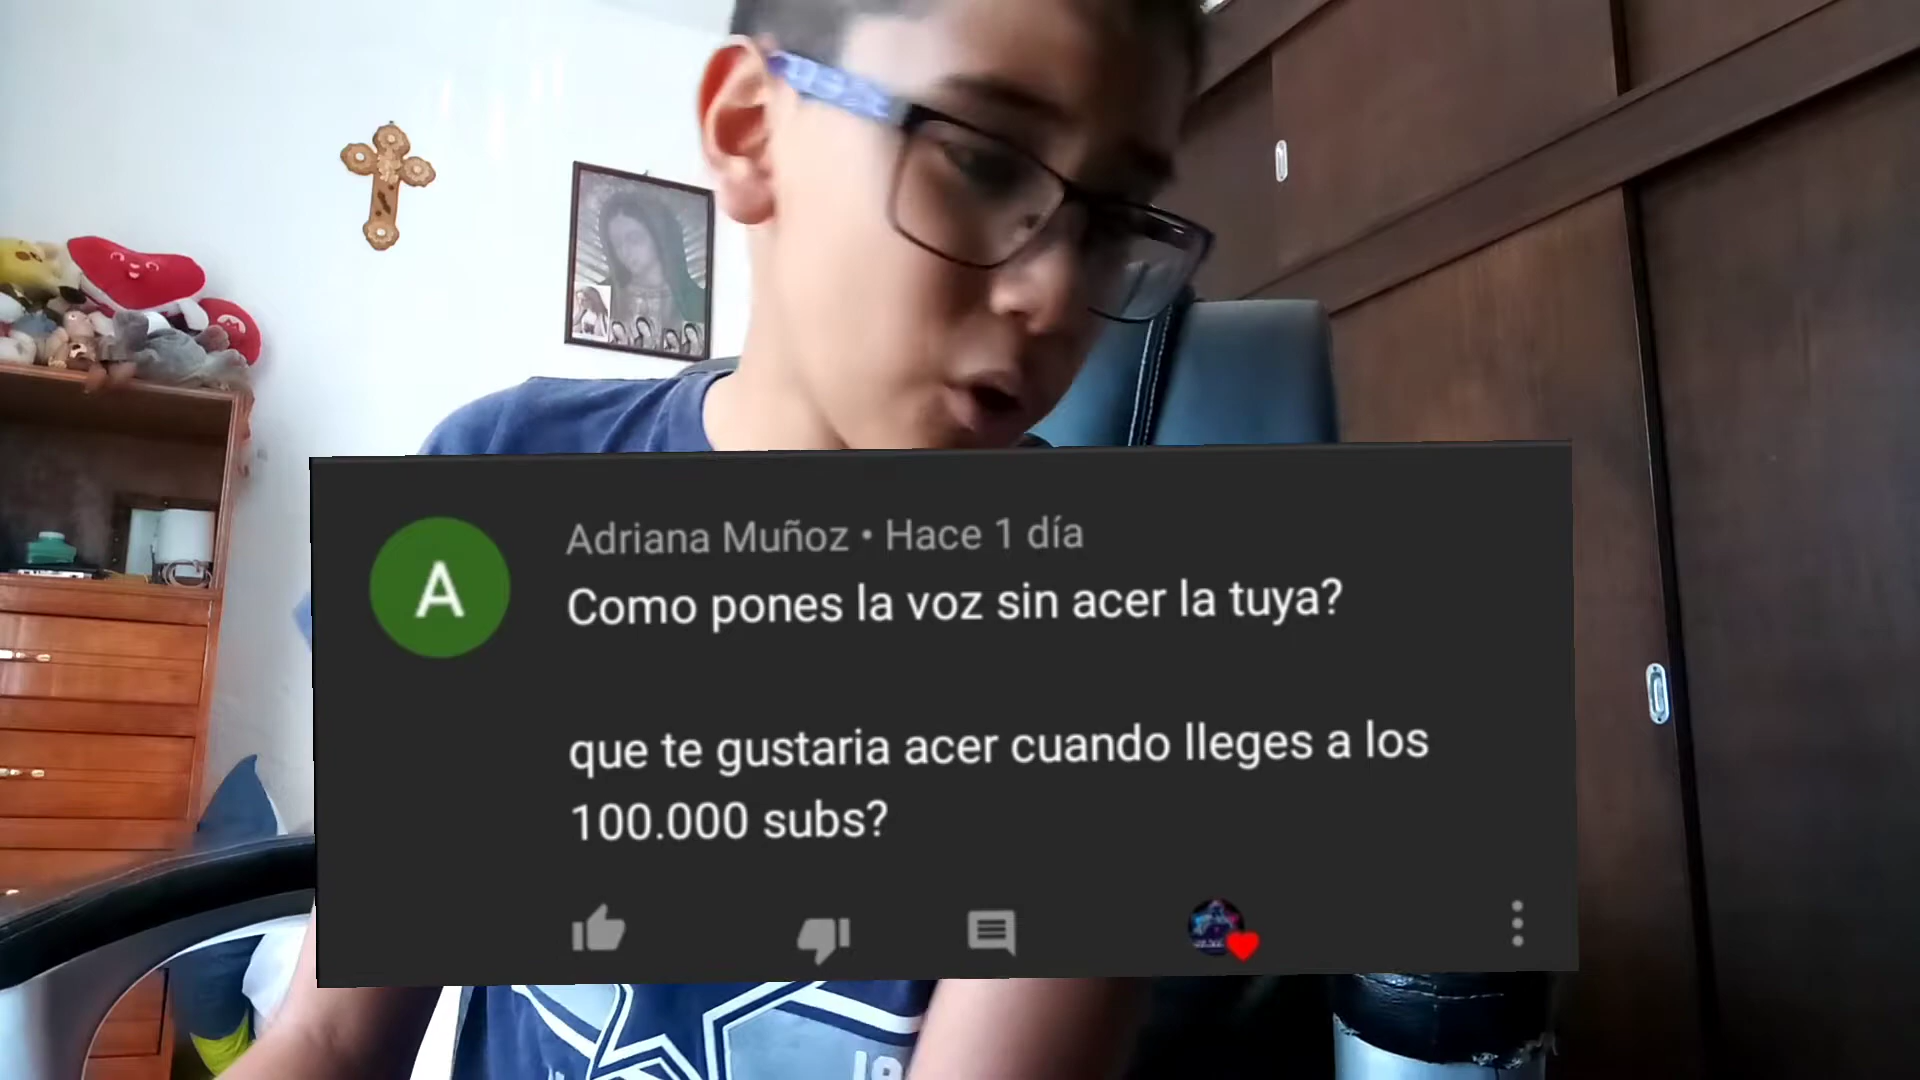 A
Adriana Muñoz • Hace 1 día
Como pones la voz sin acer la tuya?
que te gustaria acer cuando lleges a los
100.000 subs?
19